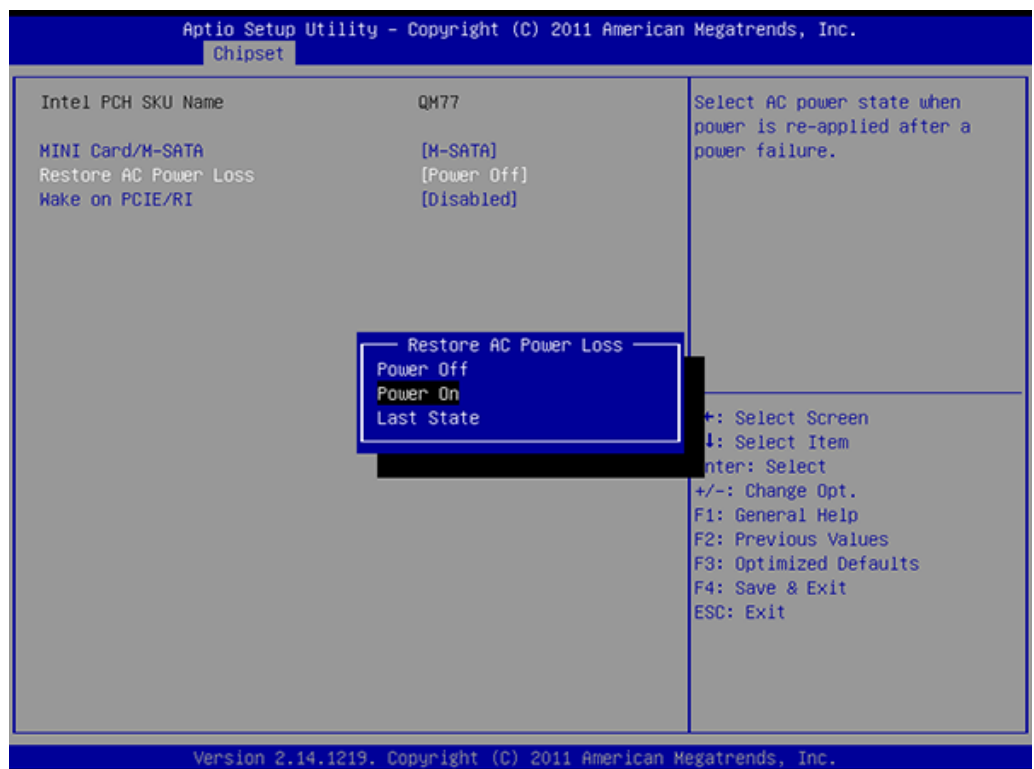 Aptio Setup Utility – Copyright (C) 2011 American Megatrends, Inc.
Chipset
Intel PCH SKU Name QM77
MINI Card/M-SATA [M-SATA]
Restore AC Power Loss [Power Off]
Wake on PCIE/RI [Disabled]
Select AC power state when
power is re-applied after a
power failure.
Restore AC Power Loss
Power Off
Power On
Last State
: Select Screen
: Select Item
nter: Select
+/-: Change Opt.
F1: General Help
F2: Previous Values
F3: Optimized Defaults
F4: Save & Exit
ESC: Exit
Version 2.14.1219. Copyright (C) 2011 American Megatrends, Inc.